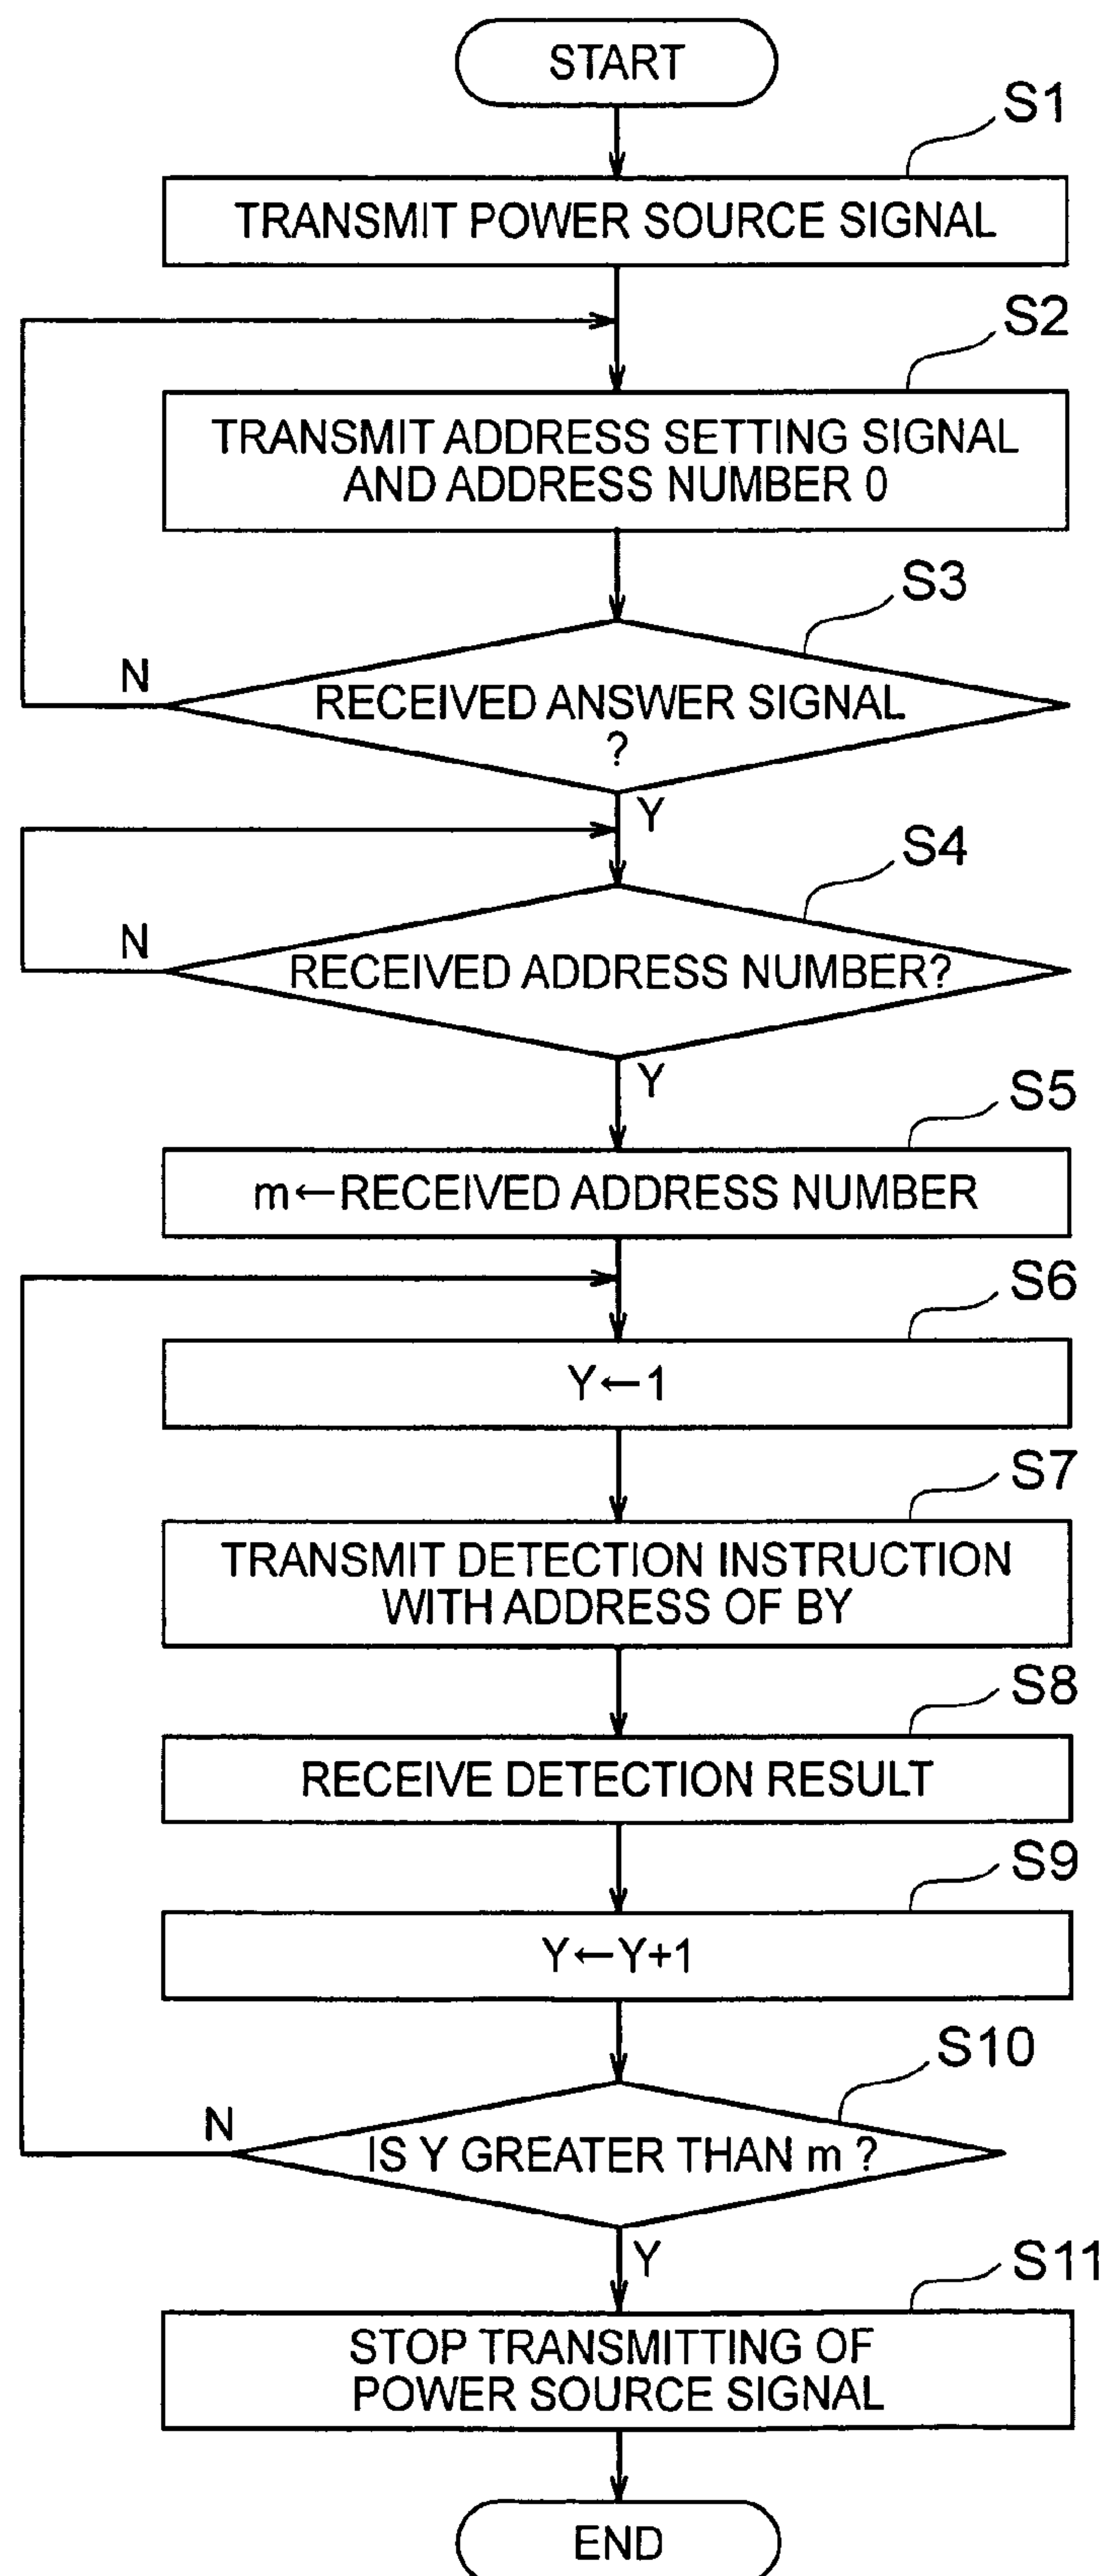 START
S1
TRANSMIT POWER SOURCE SIGNAL
S2
TRANSMIT ADDRESS SETTING SIGNAL
AND ADDRESS NUMBER 0
S3
N
RECEIVED ANSWER SIGNAL
?
Y
S4
N
RECEIVED ADDRESS NUMBER?
Y
S5
m←RECEIVED ADDRESS NUMBER
S6
Y←1
S7
TRANSMIT DETECTION INSTRUCTION
WITH ADDRESS OF BY
S8
RECEIVE DETECTION RESULT
S9
Y←Y+1
S10
N
IS Y GREATER THAN m ?
Y
S11
STOP TRANSMITTING OF
POWER SOURCE SIGNAL
END